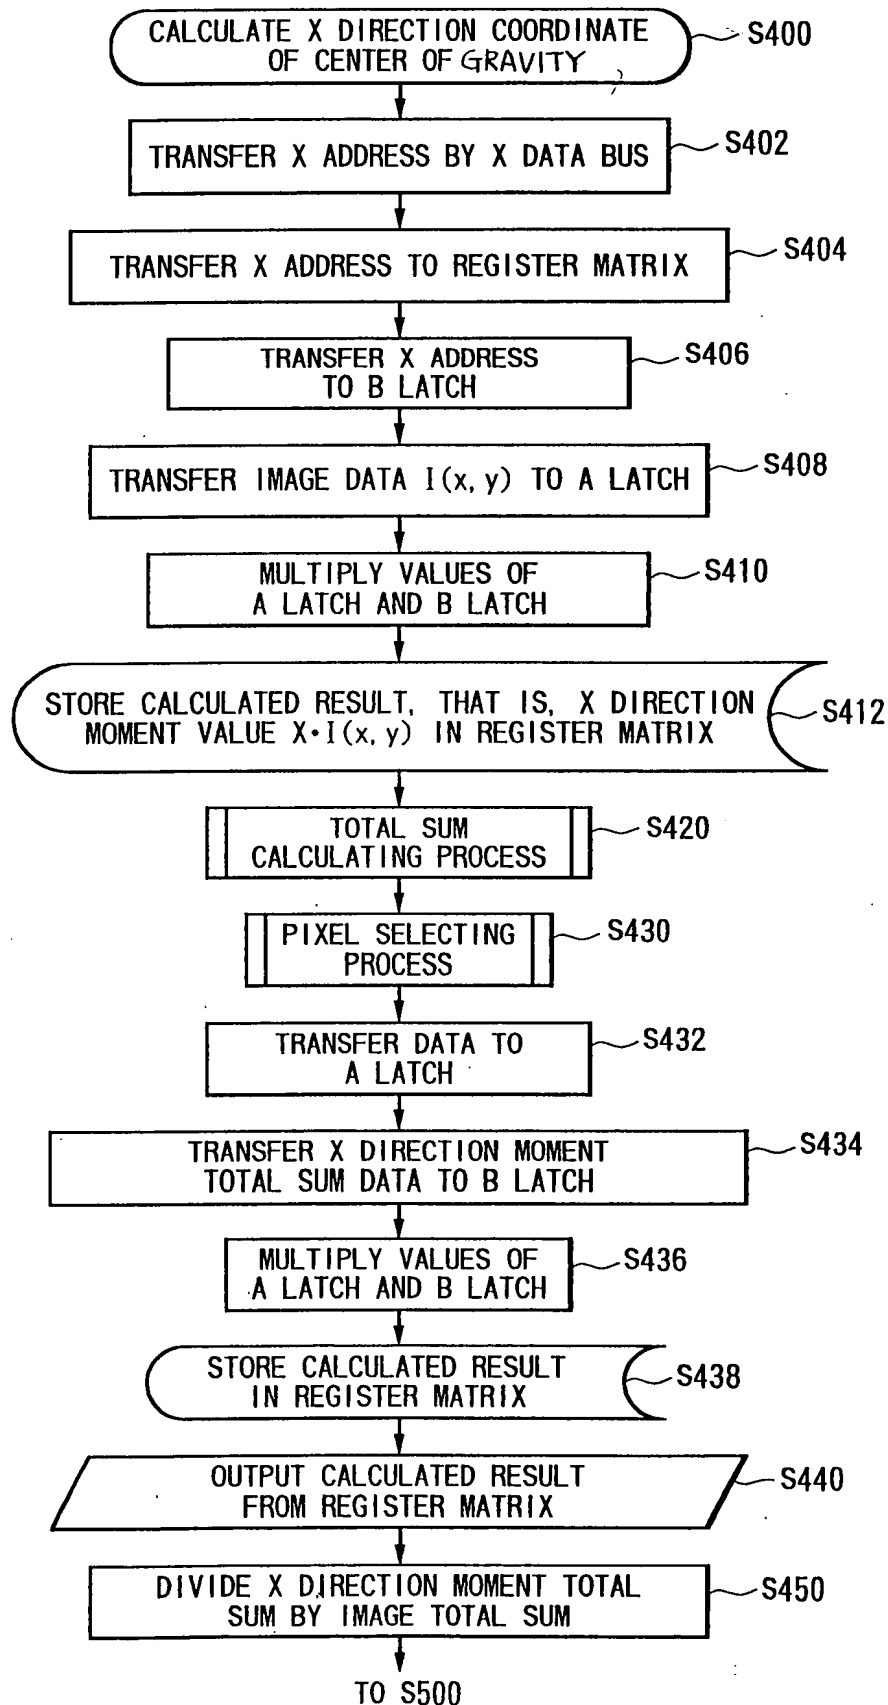 CALCULATE X DIRECTION COORDINATE
OF CENTER OF GRAVITY
S400
TRANSFER X ADDRESS BY X DATA BUS
S402
TRANSFER X ADDRESS TO REGISTER MATRIX
S404
TRANSFER X ADDRESS
TO B LATCH
S406
TRANSFER IMAGE DATA I(x, y) TO A LATCH
S408
MULTIPLY VALUES OF
A LATCH AND B LATCH
S410
STORE CALCULATED RESULT, THAT IS, X DIRECTION
MOMENT VALUE X·I(x, y) IN REGISTER MATRIX
S412
TOTAL SUM
CALCULATING PROCESS
S420
PIXEL SELECTING
PROCESS
S430
TRANSFER DATA TO
A LATCH
S432
TRANSFER X DIRECTION MOMENT
TOTAL SUM DATA TO B LATCH
S434
MULTIPLY VALUES OF
A LATCH AND B LATCH
S436
STORE CALCULATED RESULT
IN REGISTER MATRIX
S438
OUTPUT CALCULATED RESULT
FROM REGISTER MATRIX
S440
DIVIDE X DIRECTION MOMENT TOTAL
SUM BY IMAGE TOTAL SUM
S450
TO S500